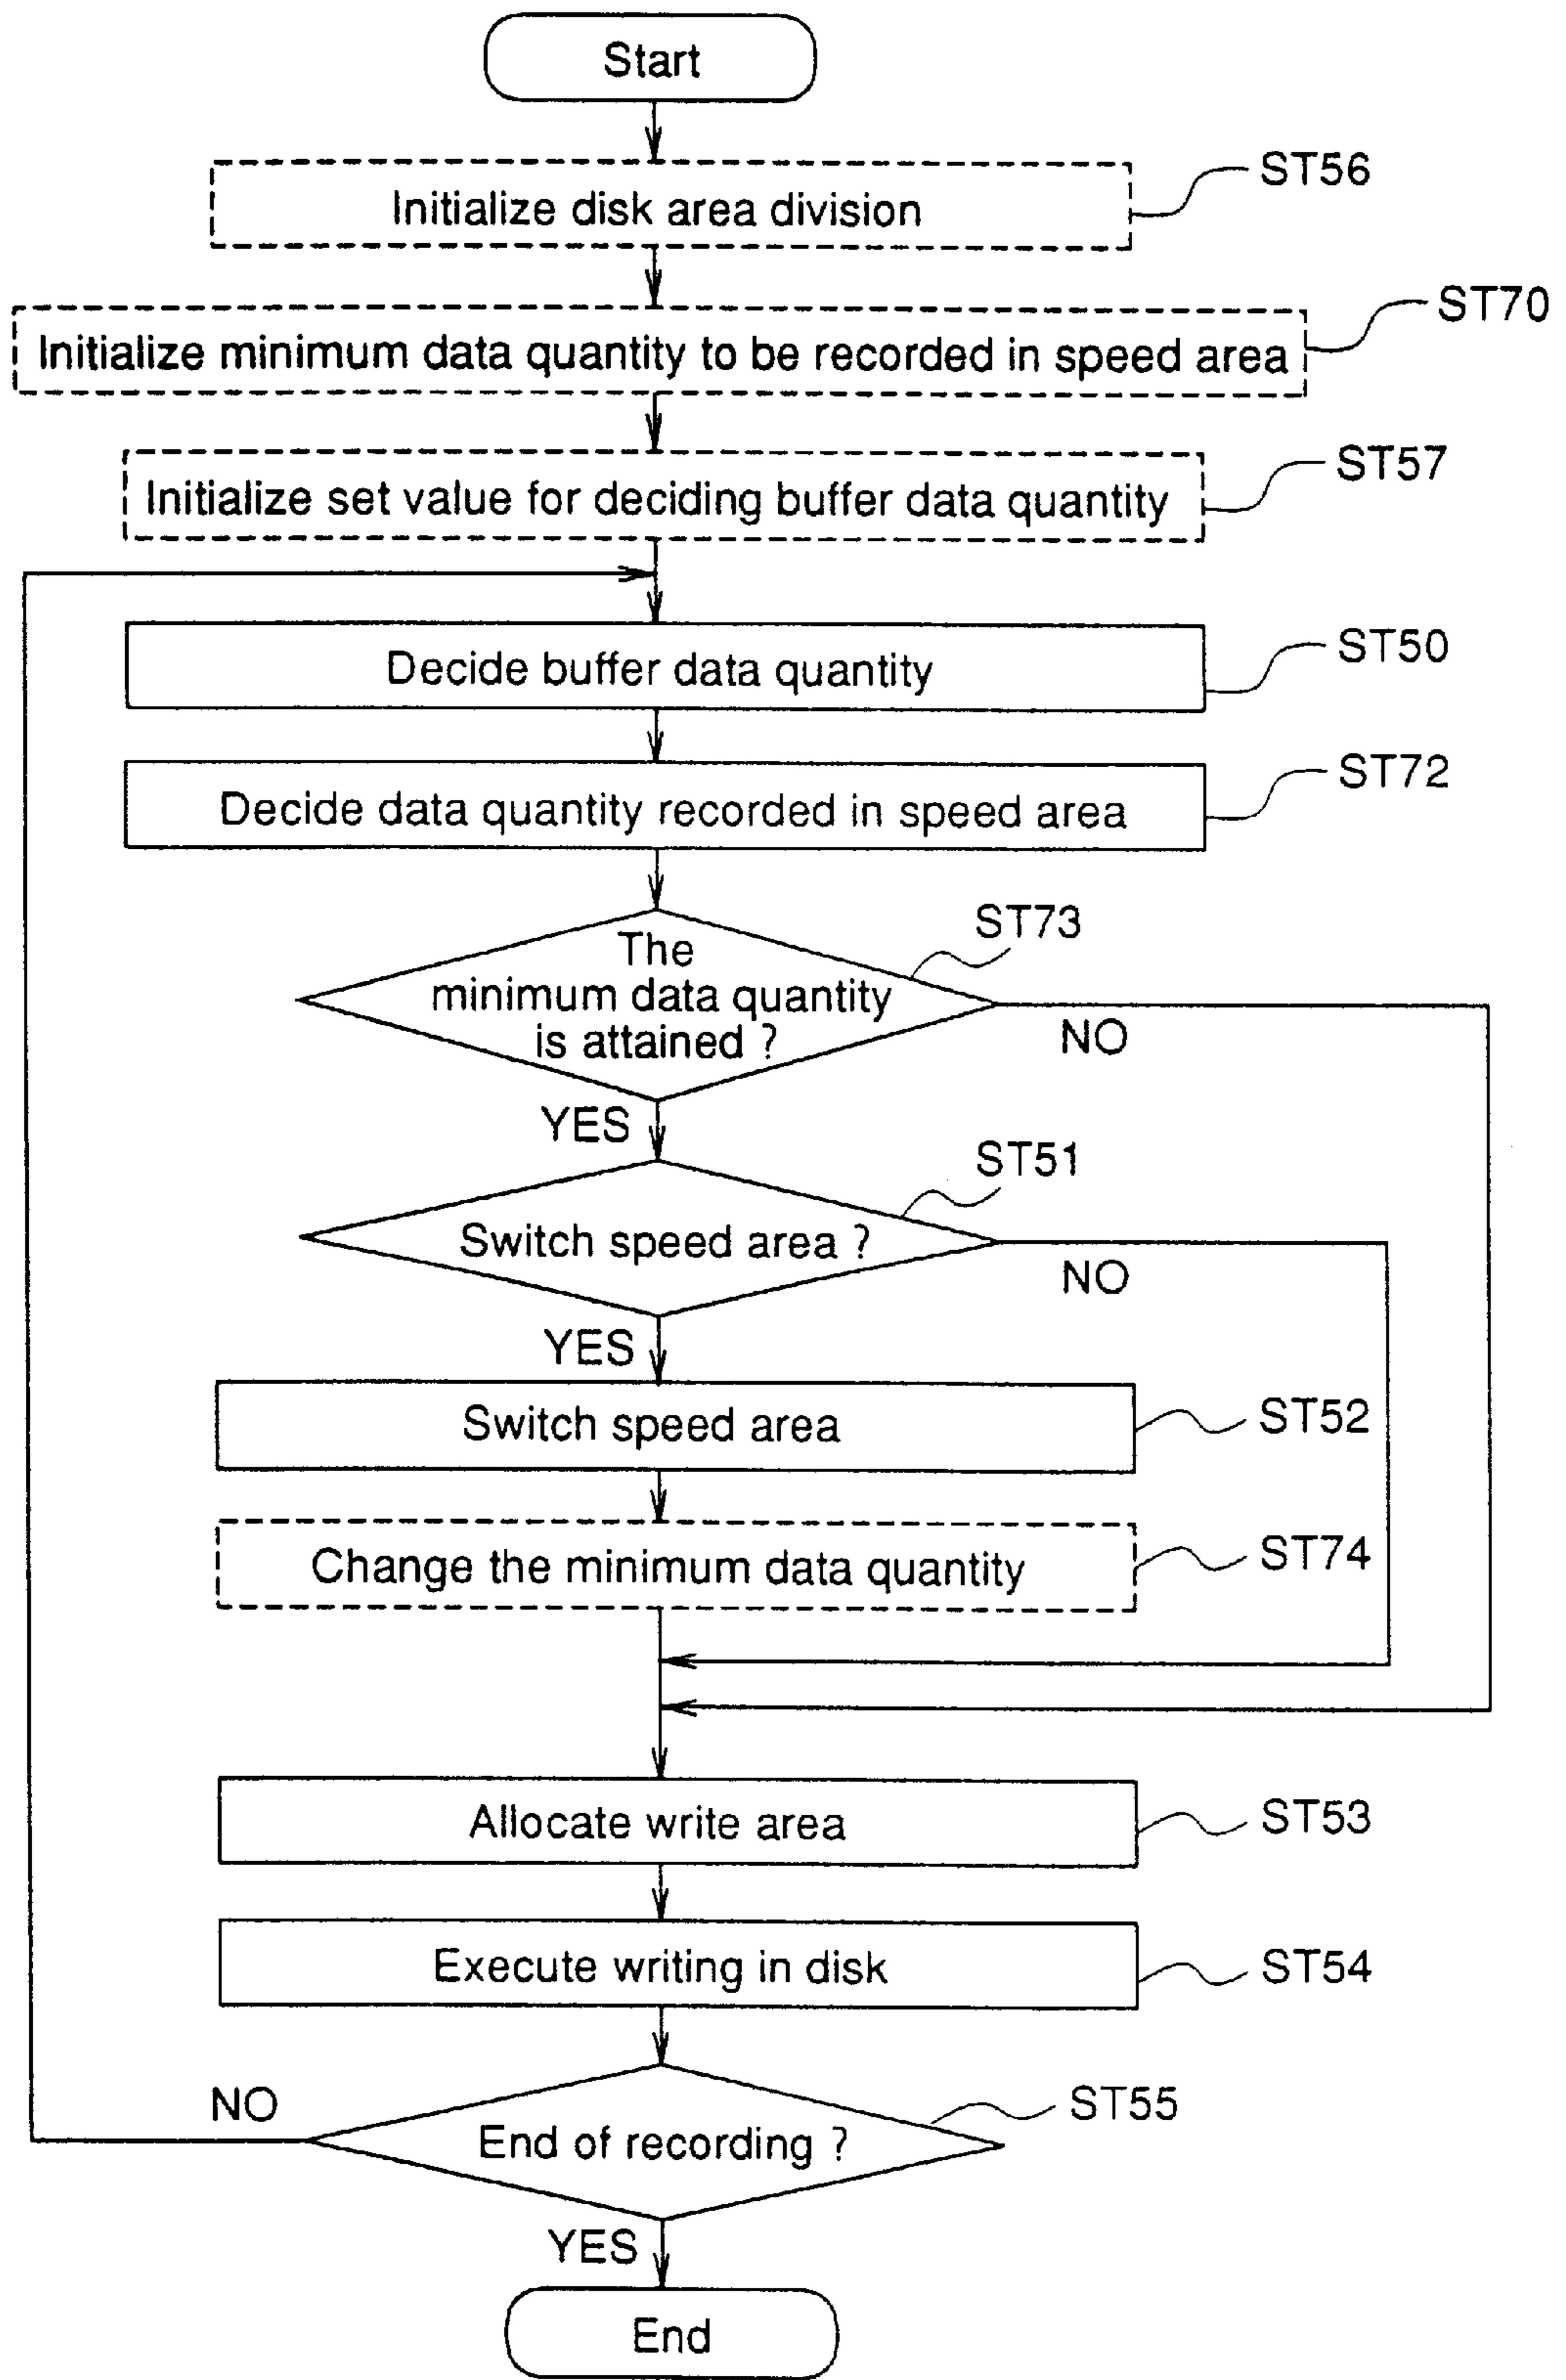 Start
Initialize disk area division
ST56
Initialize minimum data quantity to be recorded in speed area
ST70
Initialize set value for deciding buffer data quantity
ST57
Decide buffer data quantity
ST50
Decide data quantity recorded in speed area
ST72
The
minimum data quantity
is attained ?
ST73
NO
YES
Switch speed area ?
ST51
NO
YES
Switch speed area
ST52
Change the minimum data quantity
ST74
Allocate write area
ST53
Execute writing in disk
ST54
End of recording ?
ST55
NO
YES
End